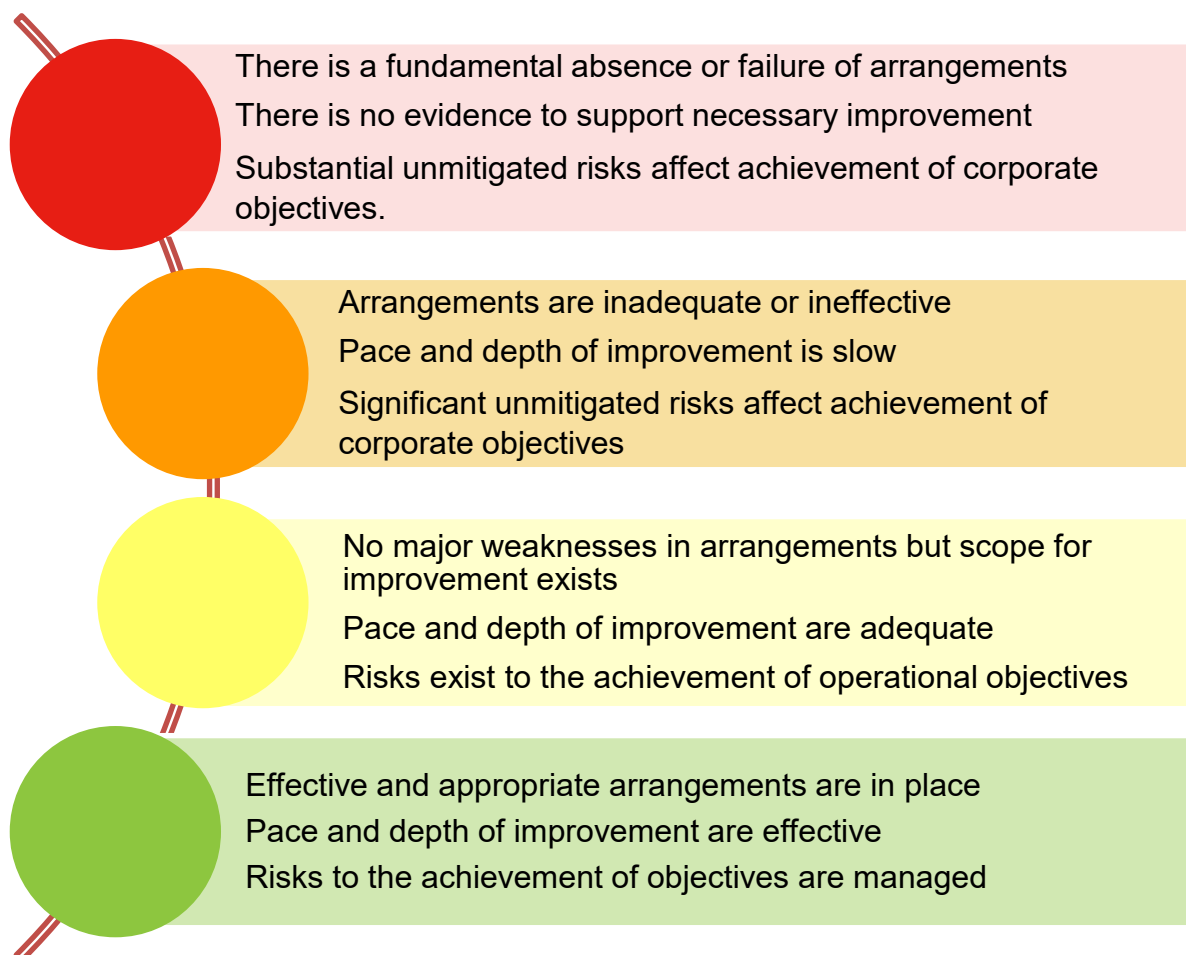 There is a fundamental absence or failure of arrangements
There is no evidence to support necessary improvement
Substantial unmitigated risks affect achievement of corporate
objectives.
Arrangements are inadequate or ineffective
Pace and depth of improvement is slow
Significant unmitigated risks affect achievement of
corporate objectives
No major weaknesses in arrangements but scope for
improvement exists
Pace and depth of improvement are adequate
Risks exist to the achievement of operational objectives
Effective and appropriate arrangements are in place
Pace and depth of improvement are effective
Risks to the achievement of objectives are managed